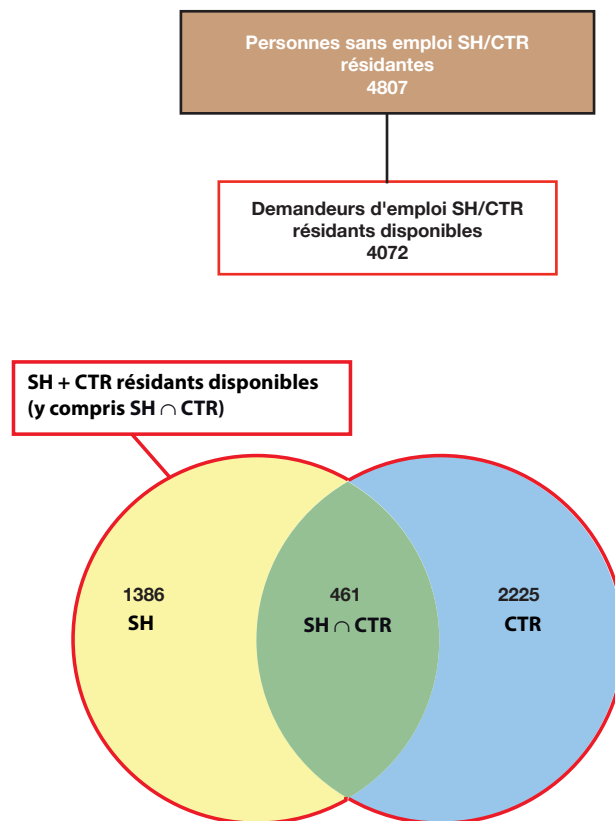 Personnes sans emploi SH/CTR
résidantes
4807
Demandeurs d'emploi SH/CTR
résidants disponibles
4072
SH + CTR résidants disponibles
(y compris SH ∩ CTR)
1386
SH
461
SH ∩ CTR
2225
CTR